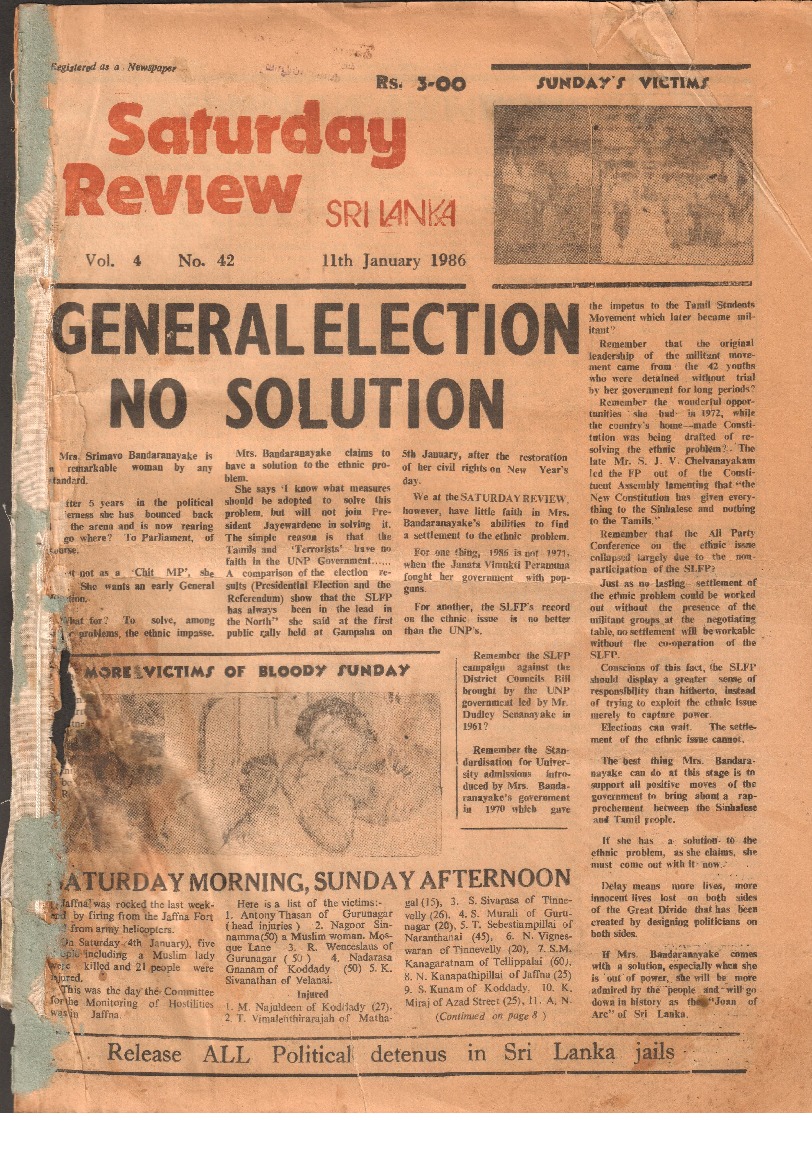 Registered as a Newspaper
Rs. 3-00
Saturday
Review
SRI LANKA
Vol. 4 No. 42 11th January 1986
SUNDAY'S VICTIMS
GENERAL ELECTION
NO SOLUTION
Mrs. Srimavo Bandaranayake is
remarkable woman by any
tandard.
fter 5 years in the political
erness she has bounced back
the arena and is now rearing
go where? To Parliament, of
ourse.
not as a 'Chit MP', she
She wants an early General
tion.
hat for? To solve, among
problems, the ethnic impasse.
Mrs. Bandaranayake claims to
have a solution to the ethnic pro-
blem.
She says 'I know what measures
should be adopted to solve this
problem, but will not join Pre-
sident Jayewardene in solving it.
The simple reason is that the
Tamils and 'Terrorists' have no
faith in the UNP Government......
A comparison of the election re-
sults (Presidential Election and the
Referendum) show that the SLFP
has always been in the lead in
the North" she said at the first
public rally held at Gampaha on
5th January, after the restoration
of her civil rights on New Year's
day.
We at the SATURDAY REVIEW,
however, have little faith in Mrs.
Bandaranayake's abilities to find
a settlement to the ethnic problem.
For one thing, 1986 is not 1971,
when the Janata Vimukti Peramuna
fought her government with pop-
guns.
For another, the SLFP's record
on the ethnic issue is no better
than the UNP's.
Remember the SLFP
campaign against the
District Councils Bill
brought by the UNP
government led by Mr.
Dudley Senanayake in
1961?
Remember the Stan-
dardisation for Univer-
sity admissions intro-
duced by Mrs. Banda-
ranayake's government
in 1970 which gave
the impetus to the Tamil Students
Movement which later became mil-
itant?
Remember that the original
leadership of the militant move-
ment came from the 42 youths
who were detained without trial
by her government for long periods?
Remember the wonderful oppor-
tunities she had in 1972, while
the country's home—made Consti-
tution was being drafted of re-
solving the ethnic problem? The
late Mr. S. J. V. Chelvanayakam
led the FP out of the Consti-
tuent Assembly lamenting that "the
New Constitution has given every-
thing to the Sinhalese and nothing
to the Tamils."
Remember that the All Party
Conference on the ethnic issue
collapsed largely due to the non-
participation of the SLFP?
Just as no lasting settlement of
the ethnic problem could be worked
out without the presence of the
militant groups at the negotiating
table, no settlement will be workable
without the co-operation of the
SLFP.
Conscious of this fact, the SLFP
should display a greater sense of
responsibility than hitherto, instead
of trying to exploit the ethnic issue
merely to capture power.
Elections can wait. The settle-
ment of the ethnic issue cannot.
The best thing Mrs. Bandara-
nayake can do at this stage is to
support all positive moves of the
government to bring about a rap-
prochement between the Sinhalese
and Tamil people.
If she has a solution to the
ethnic problem, as she claims, she
must come out with it now.
Delay means more lives, more
innocent lives lost on both sides
of the Great Divide that has been
created by designing politicians on
both sides.
If Mrs. Bandaranayake comes
with a solution, especially when she
is out of power, she will be more
admired by the people and will go
down in history as the "Joan of
Arc" of Sri Lanka.
MORE VICTIMS OF BLOODY SUNDAY
SATURDAY MORNING, SUNDAY AFTERNOON
Jaffna was rocked the last week-
end by firing from the Jaffna Fort
from army helicopters.
On Saturday (4th January), five
people including a Muslim lady
were killed and 21 people were
injured.
This was the day the Committee
for the Monitoring of Hostilities
was in Jaffna.
Here is a list of the victims:-
1. Antony Thasan of Gurunagar
(head injuries) 2. Nagoor Sin-
namma(50) a Muslim woman. Mos-
que Lane 3. R. Wenceslaus of
Gurunagar (50) 4. Nadarasa
Gnanam of Koddady (50) 5. K.
Sivanathan of Velanai.
Injured
1. M. Najuldeen of Koddady (27).
2. T. Vimalenthirarajah of Matha-
gal (15), 3. S. Sivarasa of Tinne-
velly (26), 4. S. Murali of Guru-
nagar (20), 5. T. Sebestiampillai of
Naranthanai (45), 6. N. Vignes-
waran of Tinnevelly (20), 7. S.M.
Kanagaratnam of Tellippalai (60),
8. N. Kanapathipillai of Jaffna (25)
9. S. Kunam of Koddady. 10. K.
Miraj of Azad Street (25), 11. A. N-
(Continued on page 8)
Release ALL Political detenus in Sri Lanka jails